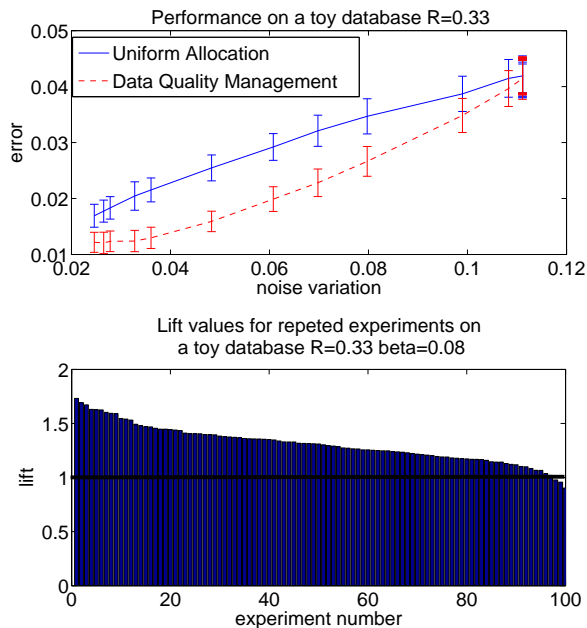 Performance on a toy database R=0.33
0.05
0.04
0.03
0.02
0.01
error
Uniform Allocation
Data Quality Management
0.02
0.04
0.06
0.08
0.1
0.12
noise variation
Lift values for repeted experiments on
a toy database R=0.33 beta=0.08
2
1.5
1
0.5
0
lift
0
20
40
60
80
100
experiment number